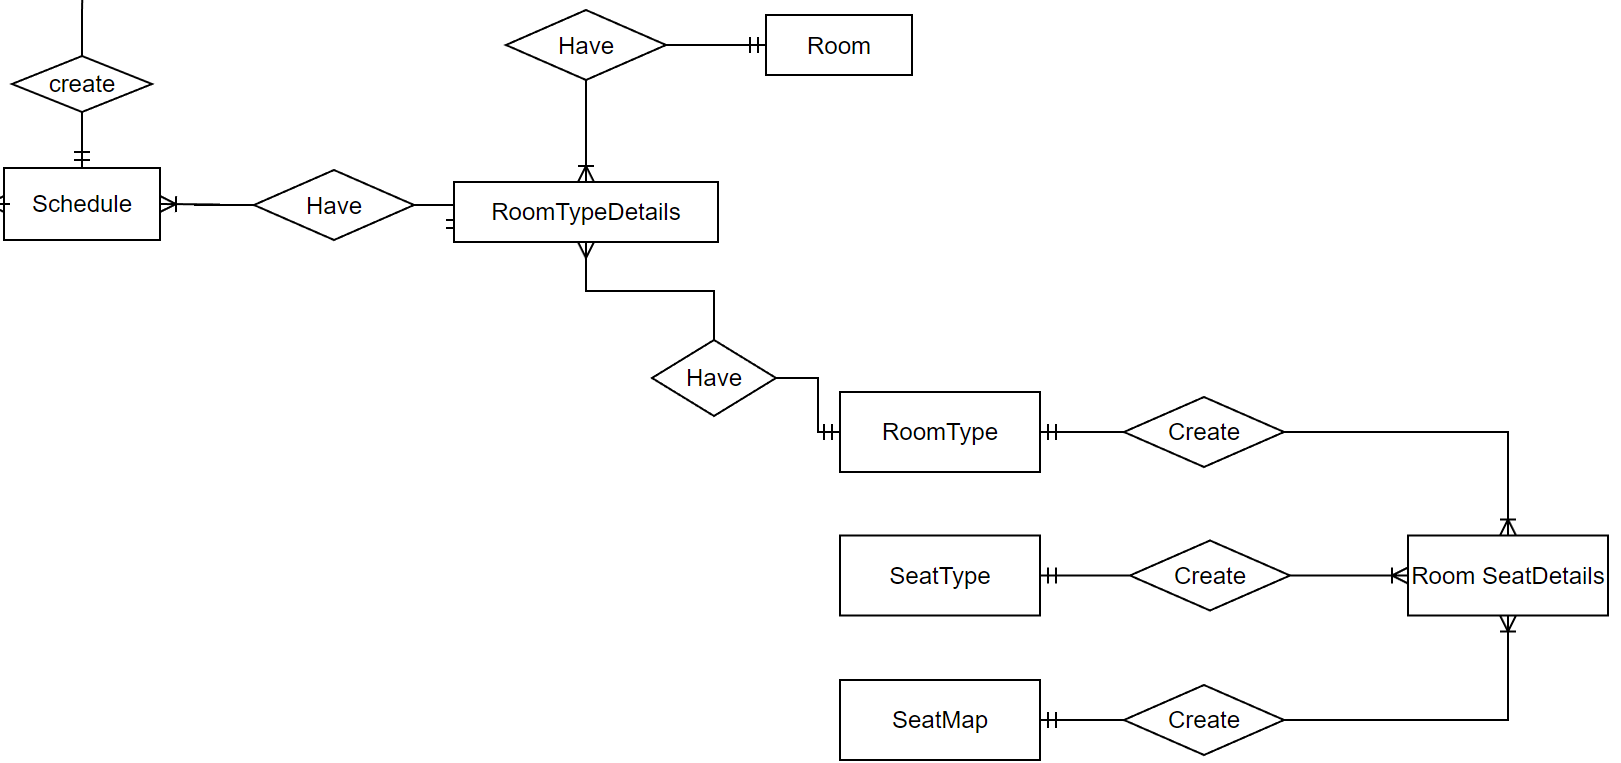 Have
Room
create
Schedule
Have
RoomTypeDetails
Have
RoomType
Create
SeatType
Create
Room SeatDetails
SeatMap
Create